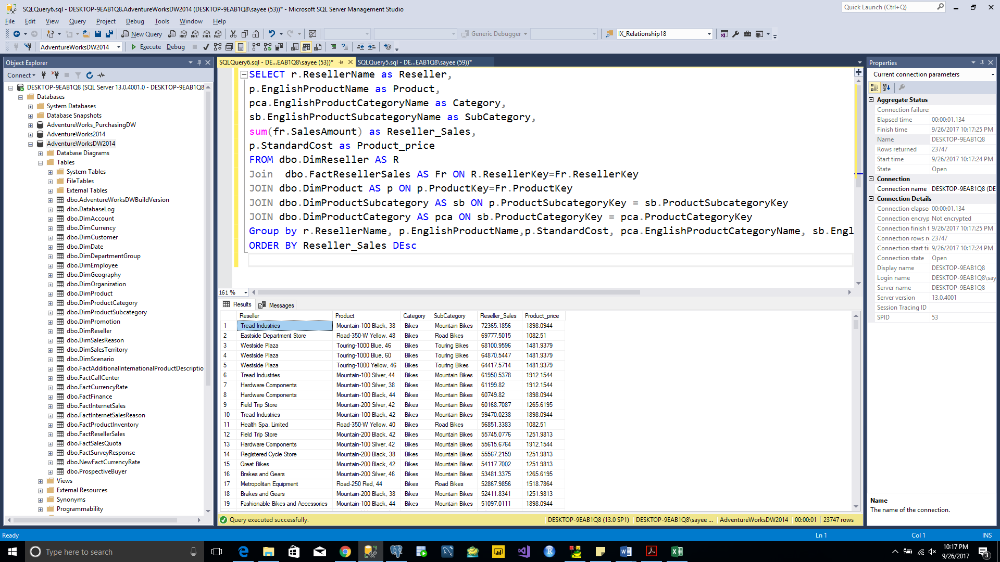 SQLQuery6.sql - DESKTOP-9EAB1Q8.AdventureWorksDW2014 (DESKTOP-9EAB1Q8\sayee (53))* - Microsoft SQL Server Management Studio
Quick Launch (Ctrl+Q)
File Edit View Query Project Debug Tools Window Help
New Query
Generic Debugger
IX_Relationship18
AdventureWorksDW2014
Execute Debug
Object Explorer
Connect
DESKTOP-9EAB1Q8 (SQL Server 13.0.4001.0 - DESKTOP-9EAB1Q8
Databases
System Databases
Database Snapshots
AdventureWorks_PurchasingDW
AdventureWorks2014
AdventureWorksDW2014
Database Diagrams
Tables
System Tables
FileTables
External Tables
dbo.AdventureWorksDWBuildVersion
dbo.DatabaseLog
dbo.DimAccount
dbo.DimCurrency
dbo.DimCustomer
dbo.DimDate
dbo.DimDepartmentGroup
dbo.DimEmployee
dbo.DimGeography
dbo.DimOrganization
dbo.DimProduct
dbo.DimProductCategory
dbo.DimProductSubcategory
dbo.DimPromotion
dbo.DimReseller
dbo.DimSalesReason
dbo.DimSalesTerritory
dbo.DimScenario
dbo.FactAdditionalInternationalProductDescriptio
dbo.FactCallCenter
dbo.FactCurrencyRate
dbo.FactFinance
dbo.FactInternetSales
dbo.FactInternetSalesReason
dbo.FactProductInventory
dbo.FactResellerSales
dbo.FactSalesQuota
dbo.FactSurveyResponse
dbo.NewFactCurrencyRate
dbo.ProspectiveBuyer
Views
External Resources
Synonyms
Programmability
SQLQuery6.sql - DE...EAB1Q8\sayee (53))* SQLQuery5.sql - DE...EAB1Q8\sayee (59))*
SELECT r.ResellerName as Reseller,
p.EnglishProductName as Product,
pca.EnglishProductCategoryName as Category,
sb.EnglishProductSubcategoryName as SubCategory,
sum(fr.SalesAmount) as Reseller_Sales,
p.StandardCost as Product_price
FROM dbo.DimReseller AS R
Join dbo.FactResellerSales AS Fr ON R.ResellerKey=Fr.ResellerKey
JOIN dbo.DimProduct AS p ON p.ProductKey=Fr.ProductKey
JOIN dbo.DimProductSubcategory AS sb ON p.ProductSubcategoryKey = sb.ProductSubcategoryKey
JOIN dbo.DimProductCategory AS pca ON sb.ProductCategoryKey = pca.ProductCategoryKey
Group by r.ResellerName, p.EnglishProductName,p.StandardCost, pca.EnglishProductCategoryName, sb.Engl
ORDER BY Reseller_Sales DEsc
161 %
Results Messages
Reseller Product Category SubCategory Reseller_Sales Product_price
1 Tread Industries Mountain-100 Black, 38 Bikes Mountain Bikes 72365.1856 1898.0944
2 Eastside Department Store Road-350-W Yellow, 48 Bikes Road Bikes 69777.5015 1082.51
3 Westside Plaza Touring-1000 Blue, 46 Bikes Touring Bikes 68100.9596 1481.9379
4 Westside Plaza Touring-1000 Blue, 60 Bikes Touring Bikes 64870.5447 1481.9379
5 Westside Plaza Touring-1000 Yellow, 46 Bikes Touring Bikes 64417.5714 1481.9379
6 Tread Industries Mountain-100 Silver, 44 Bikes Mountain Bikes 61950.5378 1912.1544
7 Hardware Components Mountain-100 Silver, 38 Bikes Mountain Bikes 61199.82 1912.1544
8 Hardware Components Mountain-100 Black, 44 Bikes Mountain Bikes 60749.82 1898.0944
9 Field Trip Store Mountain-200 Silver, 42 Bikes Mountain Bikes 60168.7087 1265.6195
10 Tread Industries Mountain-100 Black, 42 Bikes Mountain Bikes 59470.0238 1898.0944
11 Health Spa, Limited Road-350-W Yellow, 40 Bikes Road Bikes 56851.3383 1082.51
12 Field Trip Store Mountain-200 Black, 42 Bikes Mountain Bikes 55745.0776 1251.9813
13 Hardware Components Mountain-100 Silver, 42 Bikes Mountain Bikes 55615.6764 1912.1544
14 Registered Cycle Store Mountain-200 Black, 38 Bikes Mountain Bikes 55567.2159 1251.9813
15 Great Bikes Mountain-200 Black, 42 Bikes Mountain Bikes 54117.7002 1251.9813
16 Brakes and Gears Mountain-200 Silver, 46 Bikes Mountain Bikes 53481.3375 1265.6195
17 Metropolitan Equipment Road-250 Red, 44 Bikes Road Bikes 52867.9856 1518.7864
18 Brakes and Gears Mountain-200 Black, 38 Bikes Mountain Bikes 52411.8341 1251.9813
19 Fashionable Bikes and Accessories Mountain-100 Black, 44 Bikes Mountain Bikes 51097.0111 1898.0944
Query executed successfully. DESKTOP-9EAB1Q8 (13.0 SP1) DESKTOP-9EAB1Q8\sayee ... AdventureWorksDW2014 00:00:01 23747 rows
Properties
Current connection parameters
Aggregate Status
Connection failures
Elapsed time 00:00:01.134
Finish time 9/26/2017 10:17:25 PM
Name DESKTOP-9EAB1Q8
Rows returned 23747
Start time 9/26/2017 10:17:24 PM
State Open
Connection
Connection name DESKTOP-9EAB1Q8 (DE
Connection Details
Connection elapse 00:00:01.134
Connection encryp Not encrypted
Connection finish t 9/26/2017 10:17:25 PM
Connection rows re 23747
Connection start ti 9/26/2017 10:17:24 PM
Connection state Open
Display name DESKTOP-9EAB1Q8
Login name DESKTOP-9EAB1Q8\say
Server name DESKTOP-9EAB1Q8
Server version 13.0.4001
Session Tracing ID
SPID 53
Name
The name of the connection.
Ready Ln 1 Col 1 INS
Type here to search
10:17 PM
9/26/2017
3